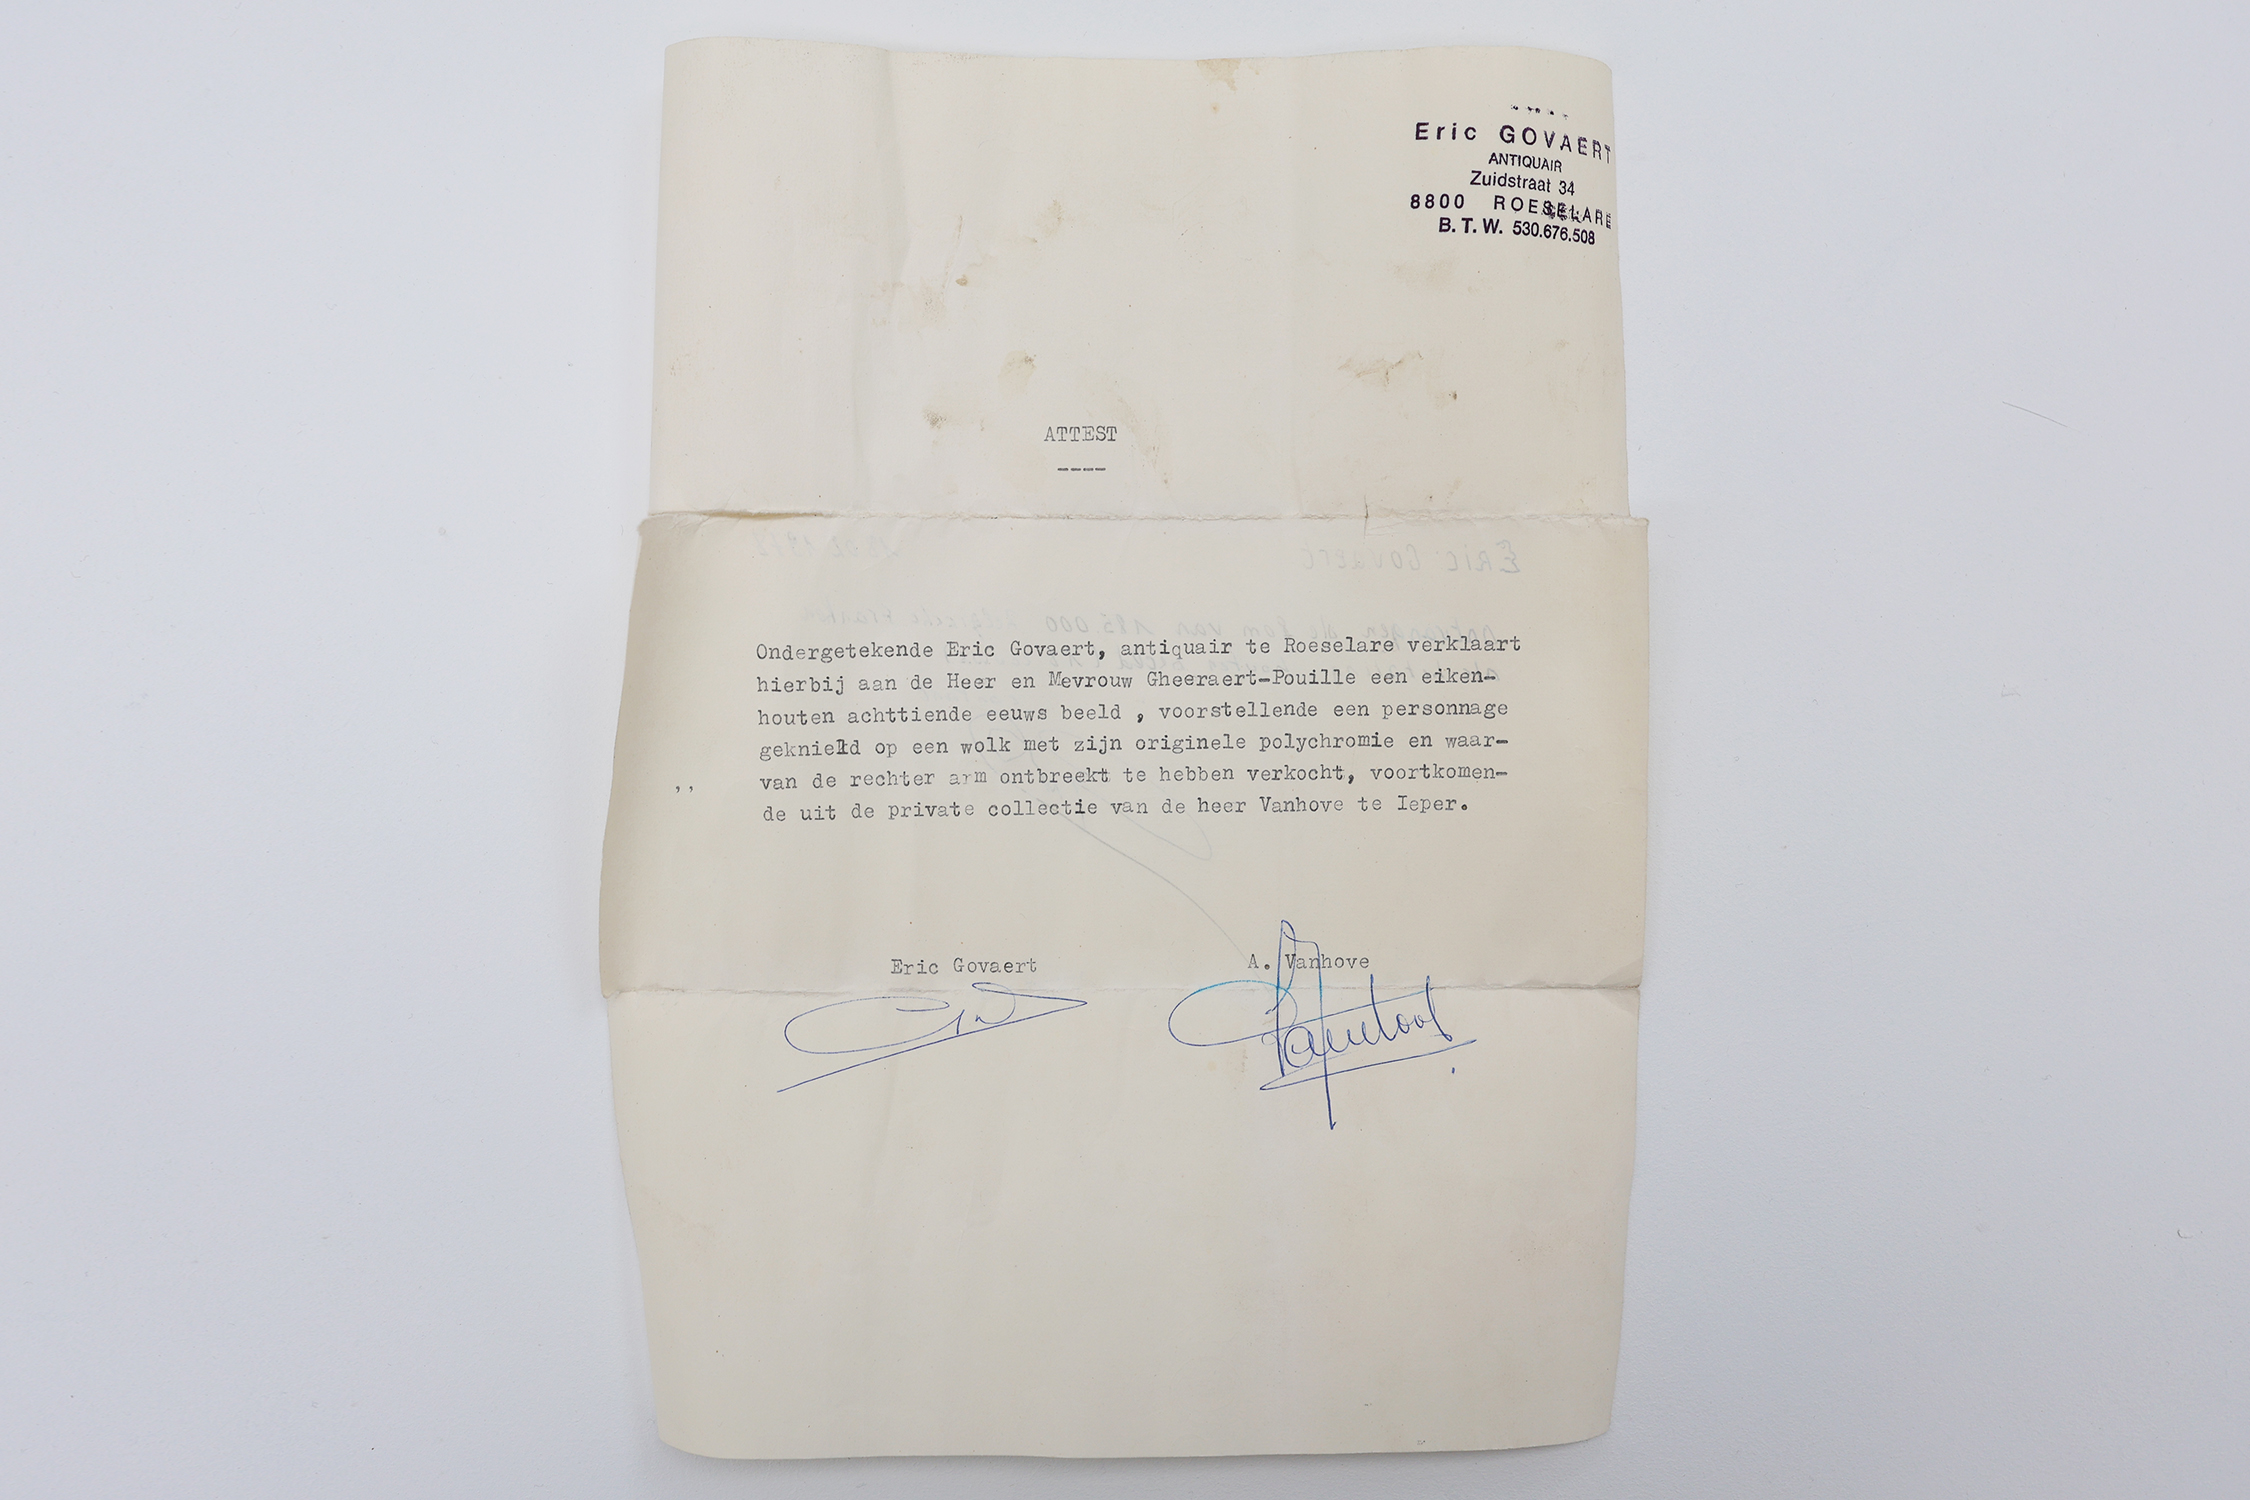 Eric GOVAERT
ANTIQUAIR
Zuidstraat 34
8800 ROESELARE
B.T.W. 530.676.508
ATTEST
----
Ondergetekende Eric Govaert, antiquair te Roeselare verklaart
hierbij aan de Heer en Mevrouw Gheeraert-Pouille een eiken-
houten achttiende eeuws beeld , voorstellende een personnage
geknield op een wolk met zijn originele polychromie en waar-
van de rechter arm ontbreekt te hebben verkocht, voortkomen-
,,
de uit de private collectie van de heer Vanhove te Ieper.
Eric Govaert A. Vanhove